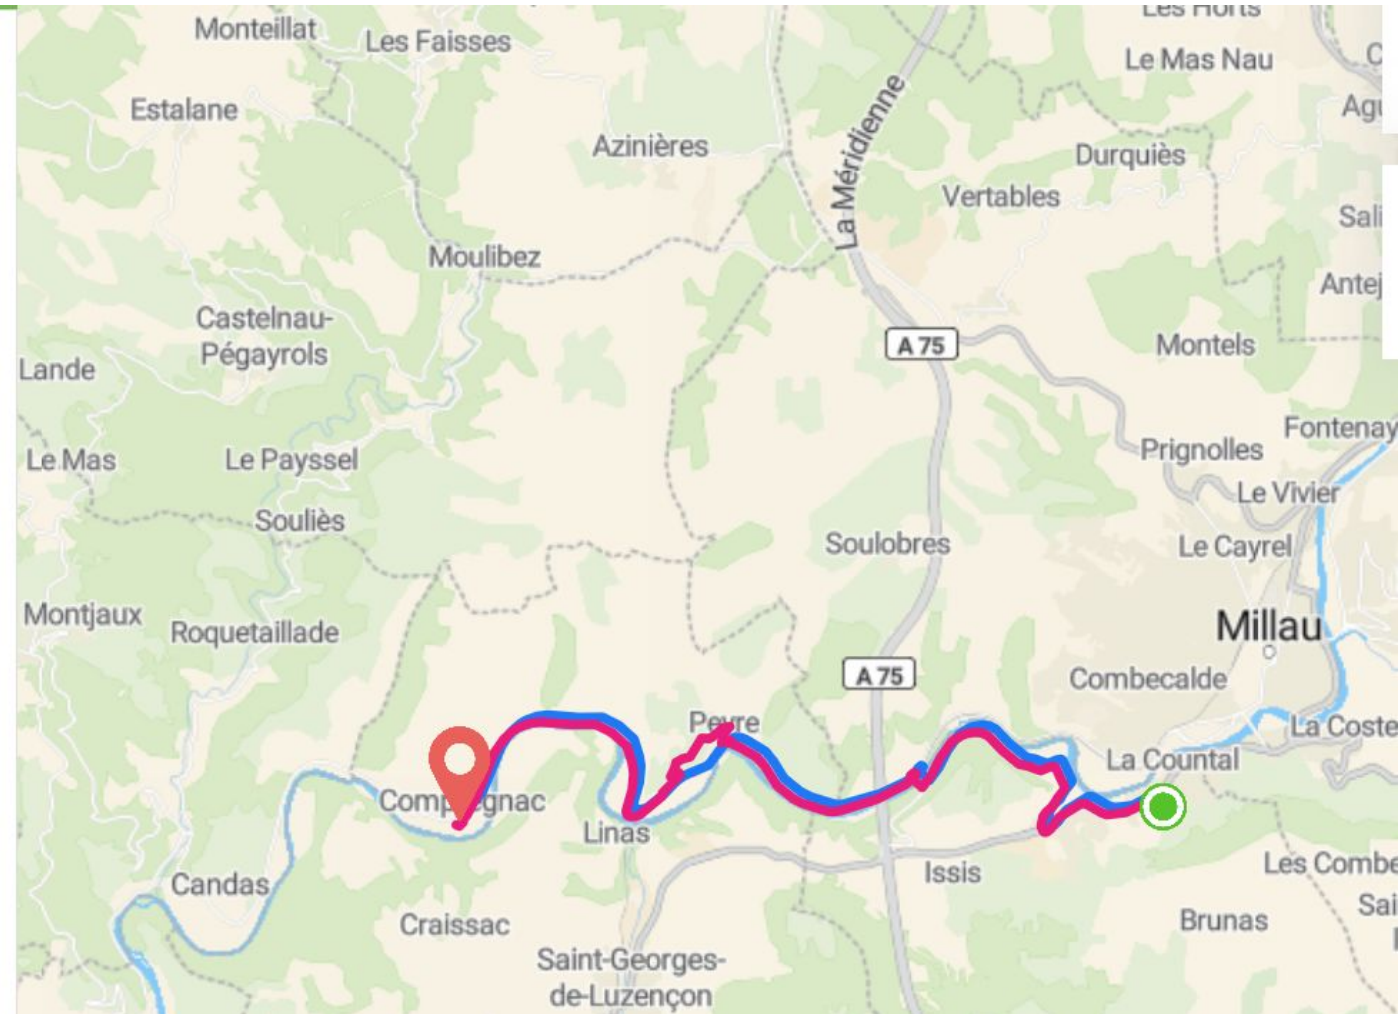 Les Horts
Monteillat
Les Faisses
Le Mas Nau
Estalane
Azinières
La Méridienne
Durquiès
Vertables
Moulibez
Castelnau-
Pégayrols
A 75
Montels
Lande
Fontenay
Le Mas
Le Payssel
Prignolles
Le Vivier
Souliès
Soulobres
Le Cayrel
Montjaux
Roquetaillade
Millau
A 75
Combecalde
Peyre
La Coste
La Countal
Linas
Issis
Les Combe
Candas
Craissac
Brunas
Saint-Georges-
de-Luzençon